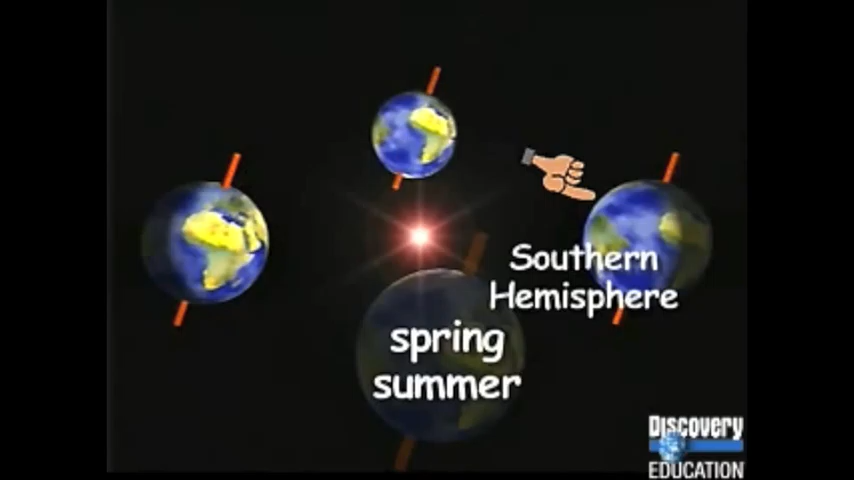 Southern
Hemisphere
spring
summer
Discovery
EDUCATION